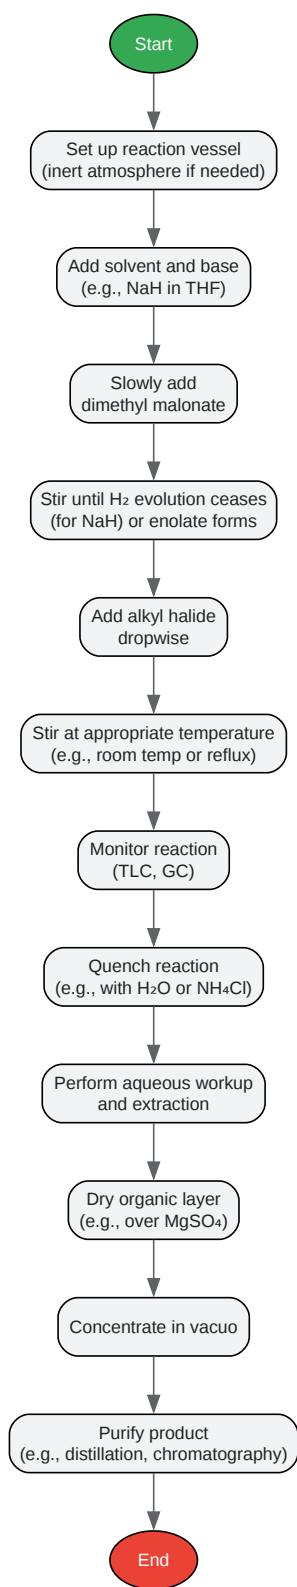 Start
Set up reaction vessel
(inert atmosphere if needed)
Add solvent and base
(e.g., NaH in THF)
Slowly add
dimethyl malonate
Stir until H₂ evolution ceases
(for NaH) or enolate forms
Add alkyl halide
dropwise
Stir at appropriate temperature
(e.g., room temp or reflux)
Monitor reaction
(TLC, GC)
Quench reaction
(e.g., with H₂O or NH₄Cl)
Perform aqueous workup
and extraction
Dry organic layer
(e.g., over MgSO₄)
Concentrate in vacuo
Purify product
(e.g., distillation, chromatography)
End